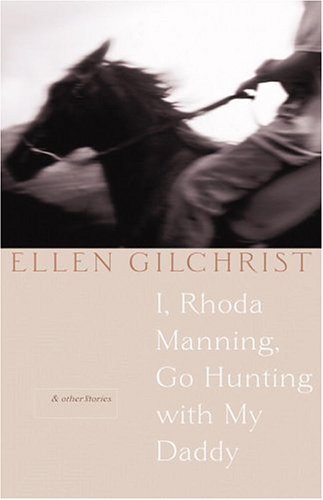 ELLEN GILCHRIST
I, Rhoda
Manning,
Go Hunting
with My
Daddy
& other Stories